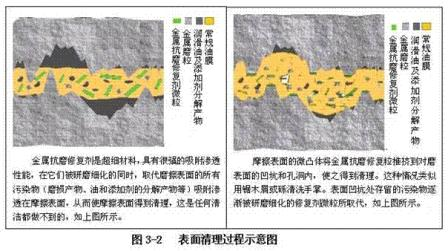 常规油膜
润滑油及添加剂分解产物
金属磨粒
金属抗磨修复剂微粒
金属抗磨修复剂是超细材料，具有很强的吸附渗透
性能，在它们被研磨细化的同时，取代磨擦表面的所有
污染物（磨损产物、油和添加剂的分解产物等）吸附渗
透在摩擦表面，从而使摩擦表面得到清理，这是任何清
洁都做不到的，如上图所示。
常规油膜
润滑油及添加剂分解产物
金属磨粒
金属抗磨修复剂微粒
摩擦表面的微凸体将金属抗磨修复粒推挤到对磨
表面的凹坑和孔洞内，使之得到清理。这种情况类似
用锯木屑或砾清洗手掌。表面凹坑处存留的污染物逐
渐被研磨细化的修复剂微粒所取代，如上图所示。
图 3-2 表面清理过程示意图